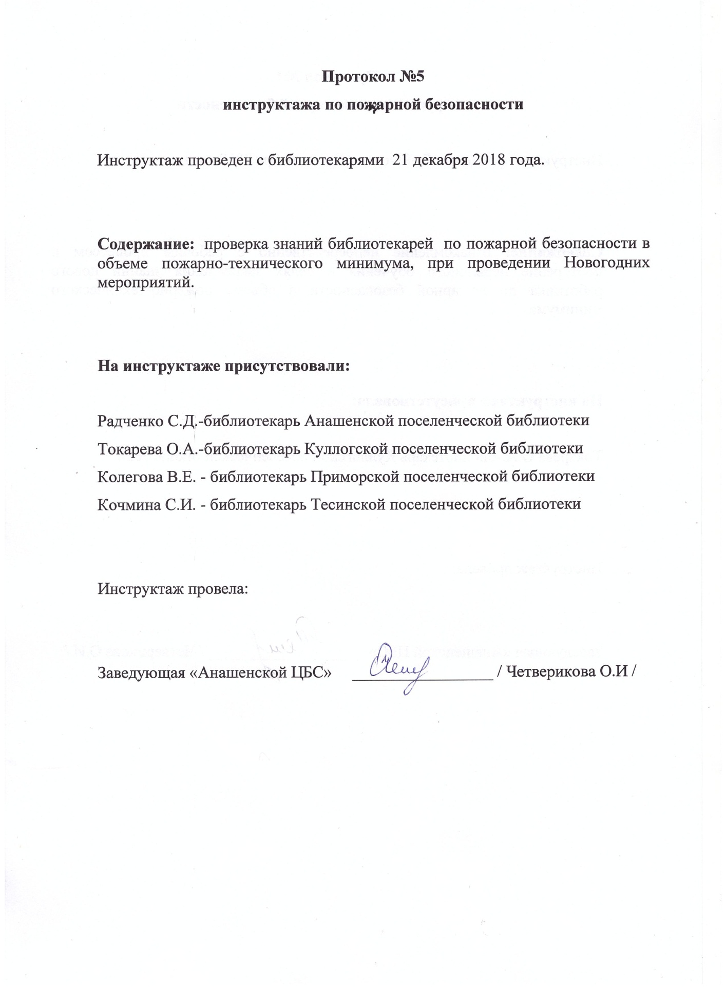 Протокол №5
инструктажа по пожарной безопасности
Инструктаж проведен с библиотекарями  21 декабря 2018 года.
Содержание:  проверка знаний библиотекарей  по пожарной безопасности в
объеме пожарно-технического минимума, при проведении Новогодних
мероприятий.
На инструктаже присутствовали:
Радченко С.Д.-библиотекарь Анашенской поселенческой библиотеки
Токарева О.А.-библиотекарь Куллогской поселенческой библиотеки
Колегова В.Е. - библиотекарь Приморской поселенческой библиотеки
Кочмина С.И. - библиотекарь Тесинской поселенческой библиотеки
Инструктаж провела:
Заведующая «Анашенской ЦБС» ________________ / Четверикова О.И /